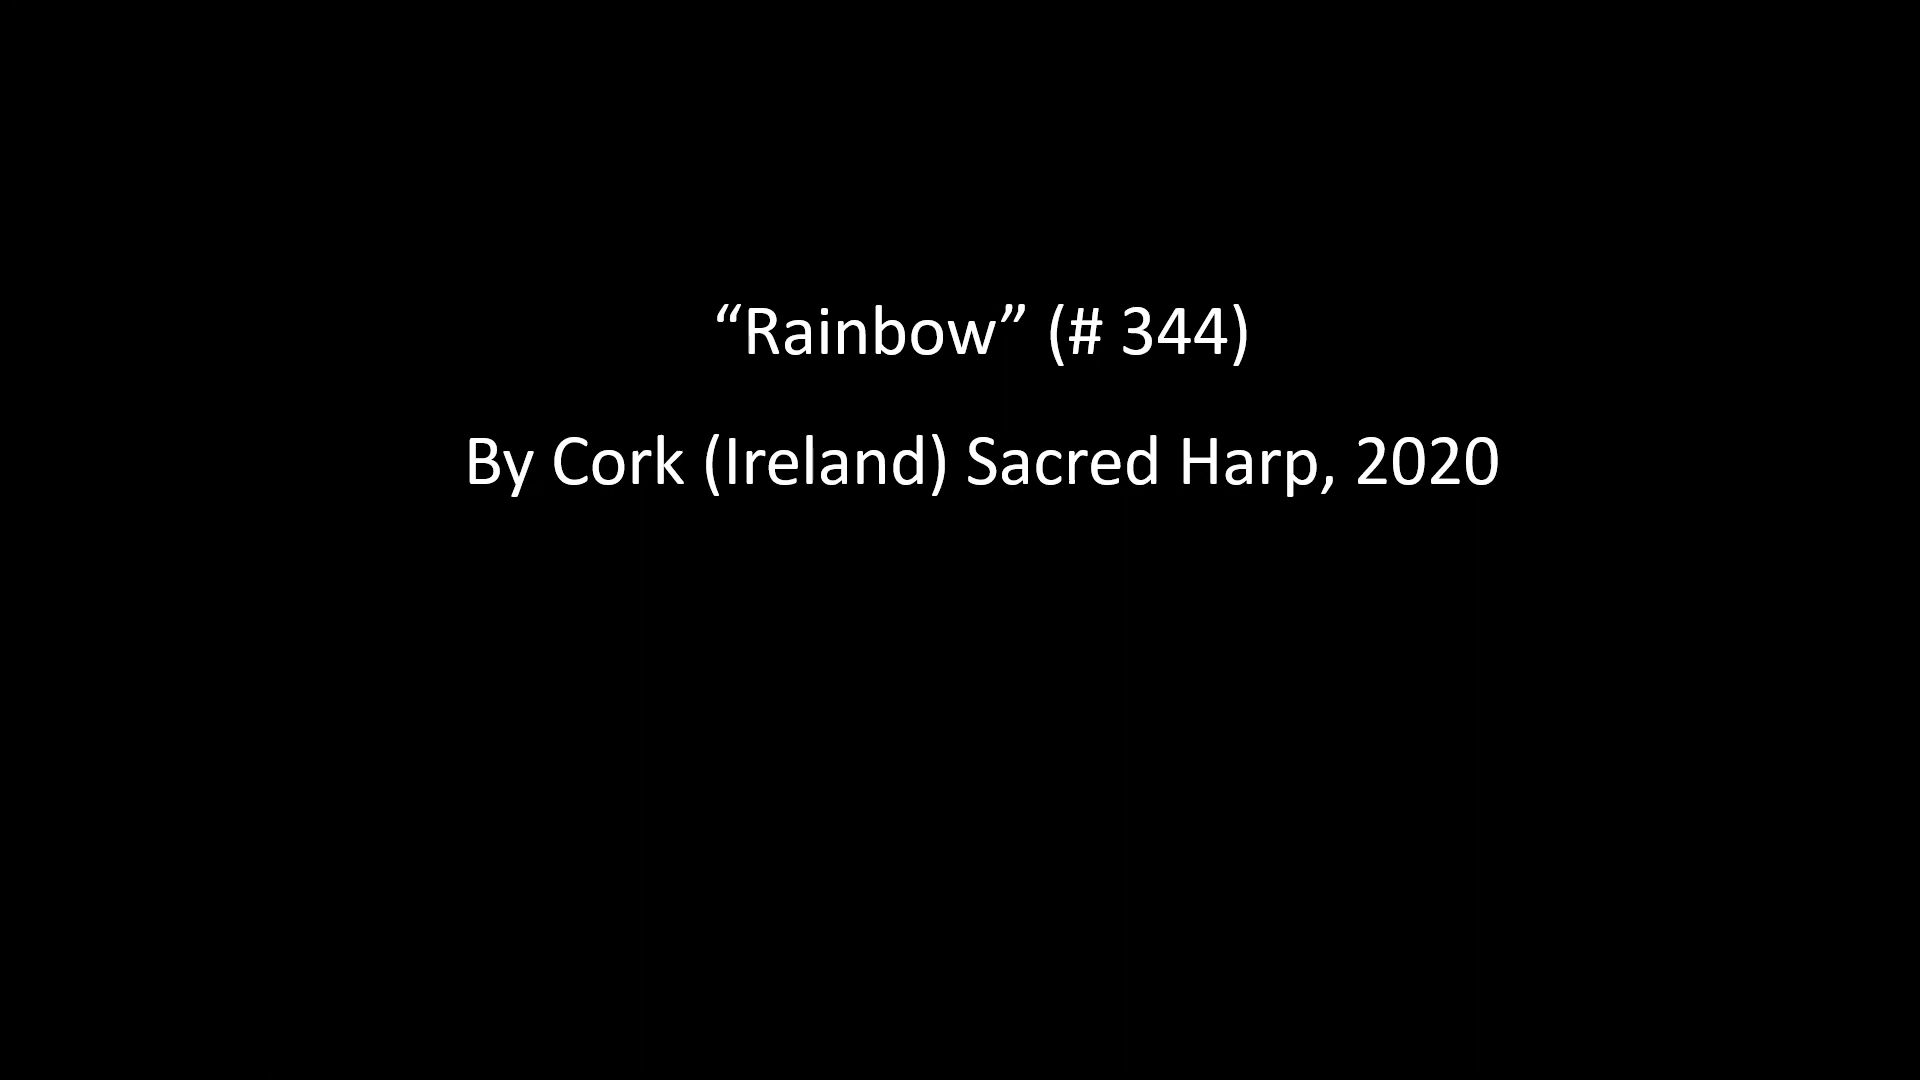 “Rainbow” (# 344)
By Cork (Ireland) Sacred Harp, 2020